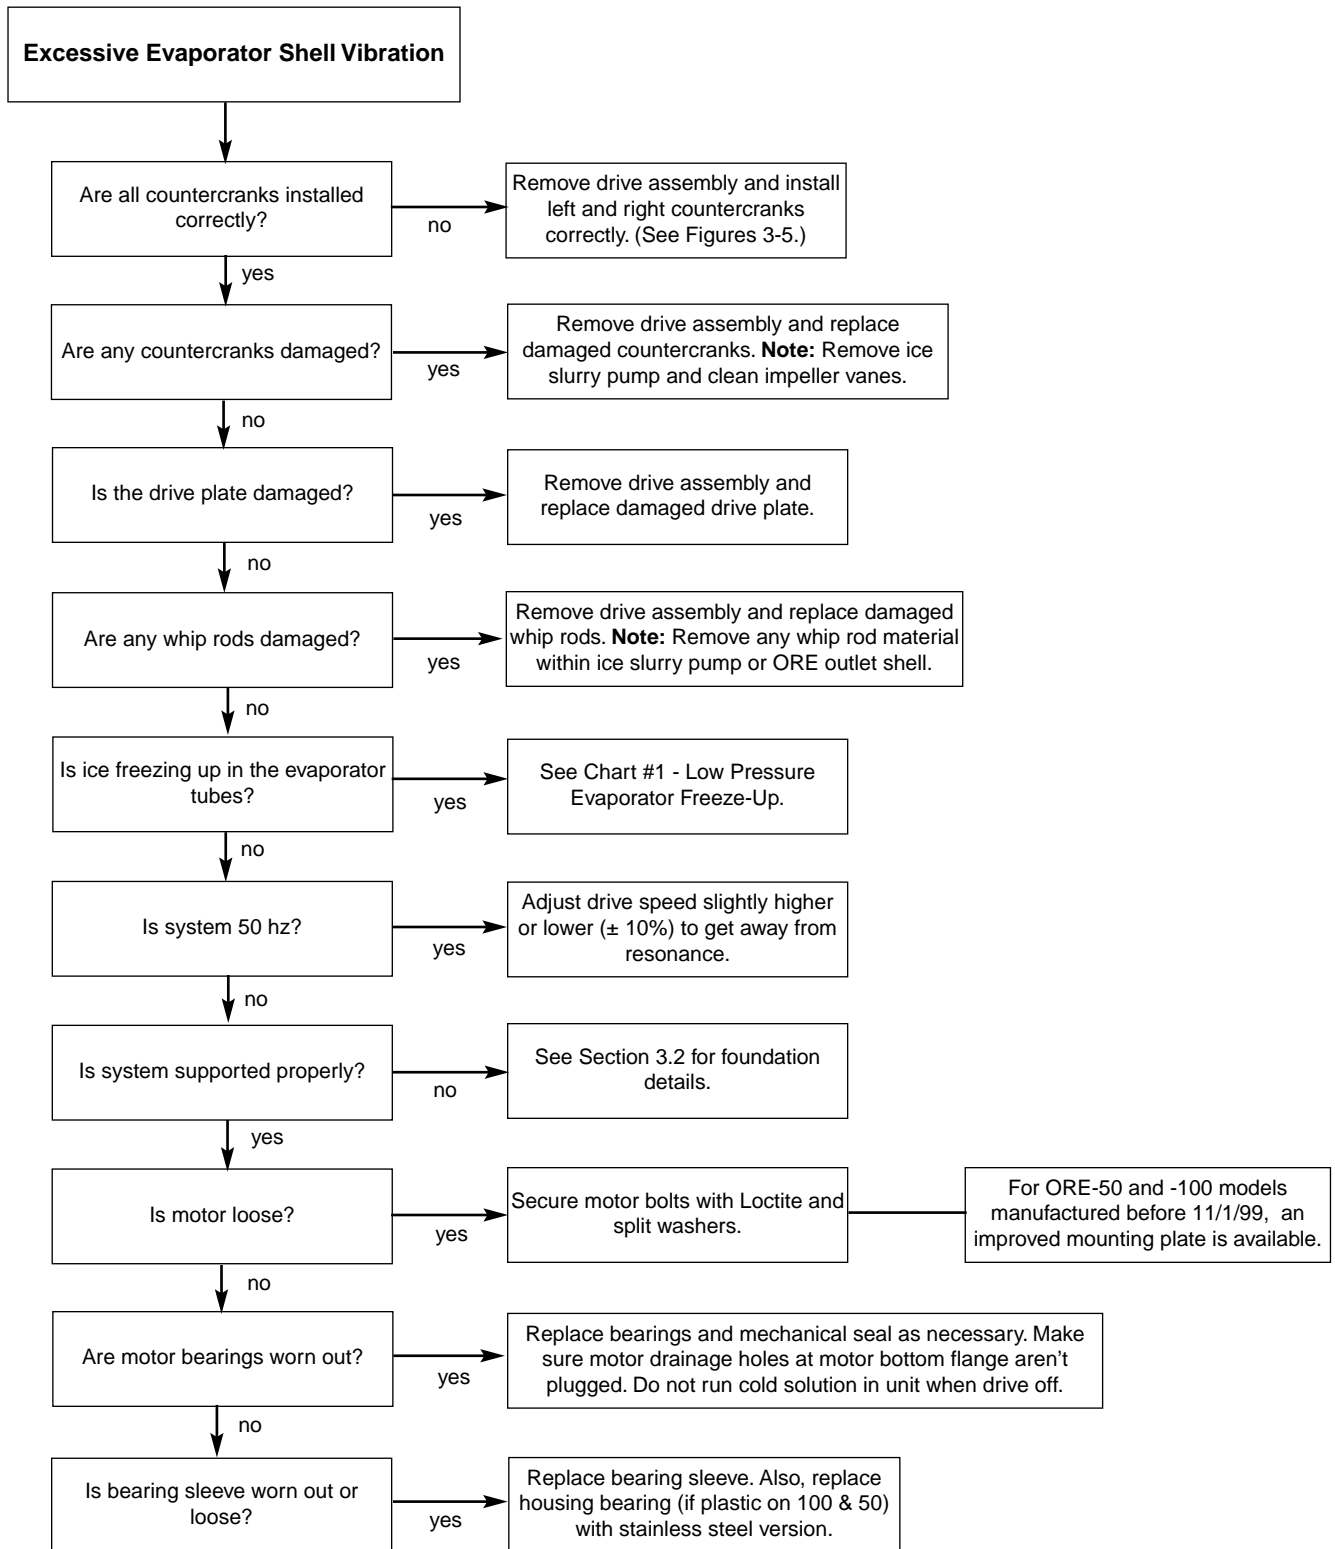 Excessive Evaporator Shell Vibration
Are all countercranks installed
correctly?
no
Remove drive assembly and install
left and right countercranks
correctly. (See Figures 3-5.)
yes
Are any countercranks damaged?
yes
Remove drive assembly and replace
damaged countercranks. Note: Remove ice
slurry pump and clean impeller vanes.
no
Is the drive plate damaged?
yes
Remove drive assembly and
replace damaged drive plate.
no
Are any whip rods damaged?
yes
Remove drive assembly and replace damaged
whip rods. Note: Remove any whip rod material
within ice slurry pump or ORE outlet shell.
no
Is ice freezing up in the evaporator
tubes?
yes
See Chart #1 - Low Pressure
Evaporator Freeze-Up.
no
Is system 50 hz?
yes
Adjust drive speed slightly higher
or lower (± 10%) to get away from
resonance.
no
Is system supported properly?
no
See Section 3.2 for foundation
details.
yes
Is motor loose?
yes
Secure motor bolts with Loctite and
split washers.
For ORE-50 and -100 models
manufactured before 11/1/99, an
improved mounting plate is available.
no
Are motor bearings worn out?
yes
Replace bearings and mechanical seal as necessary. Make
sure motor drainage holes at motor bottom flange aren't
plugged. Do not run cold solution in unit when drive off.
no
Is bearing sleeve worn out or
loose?
yes
Replace bearing sleeve. Also, replace
housing bearing (if plastic on 100 & 50)
with stainless steel version.